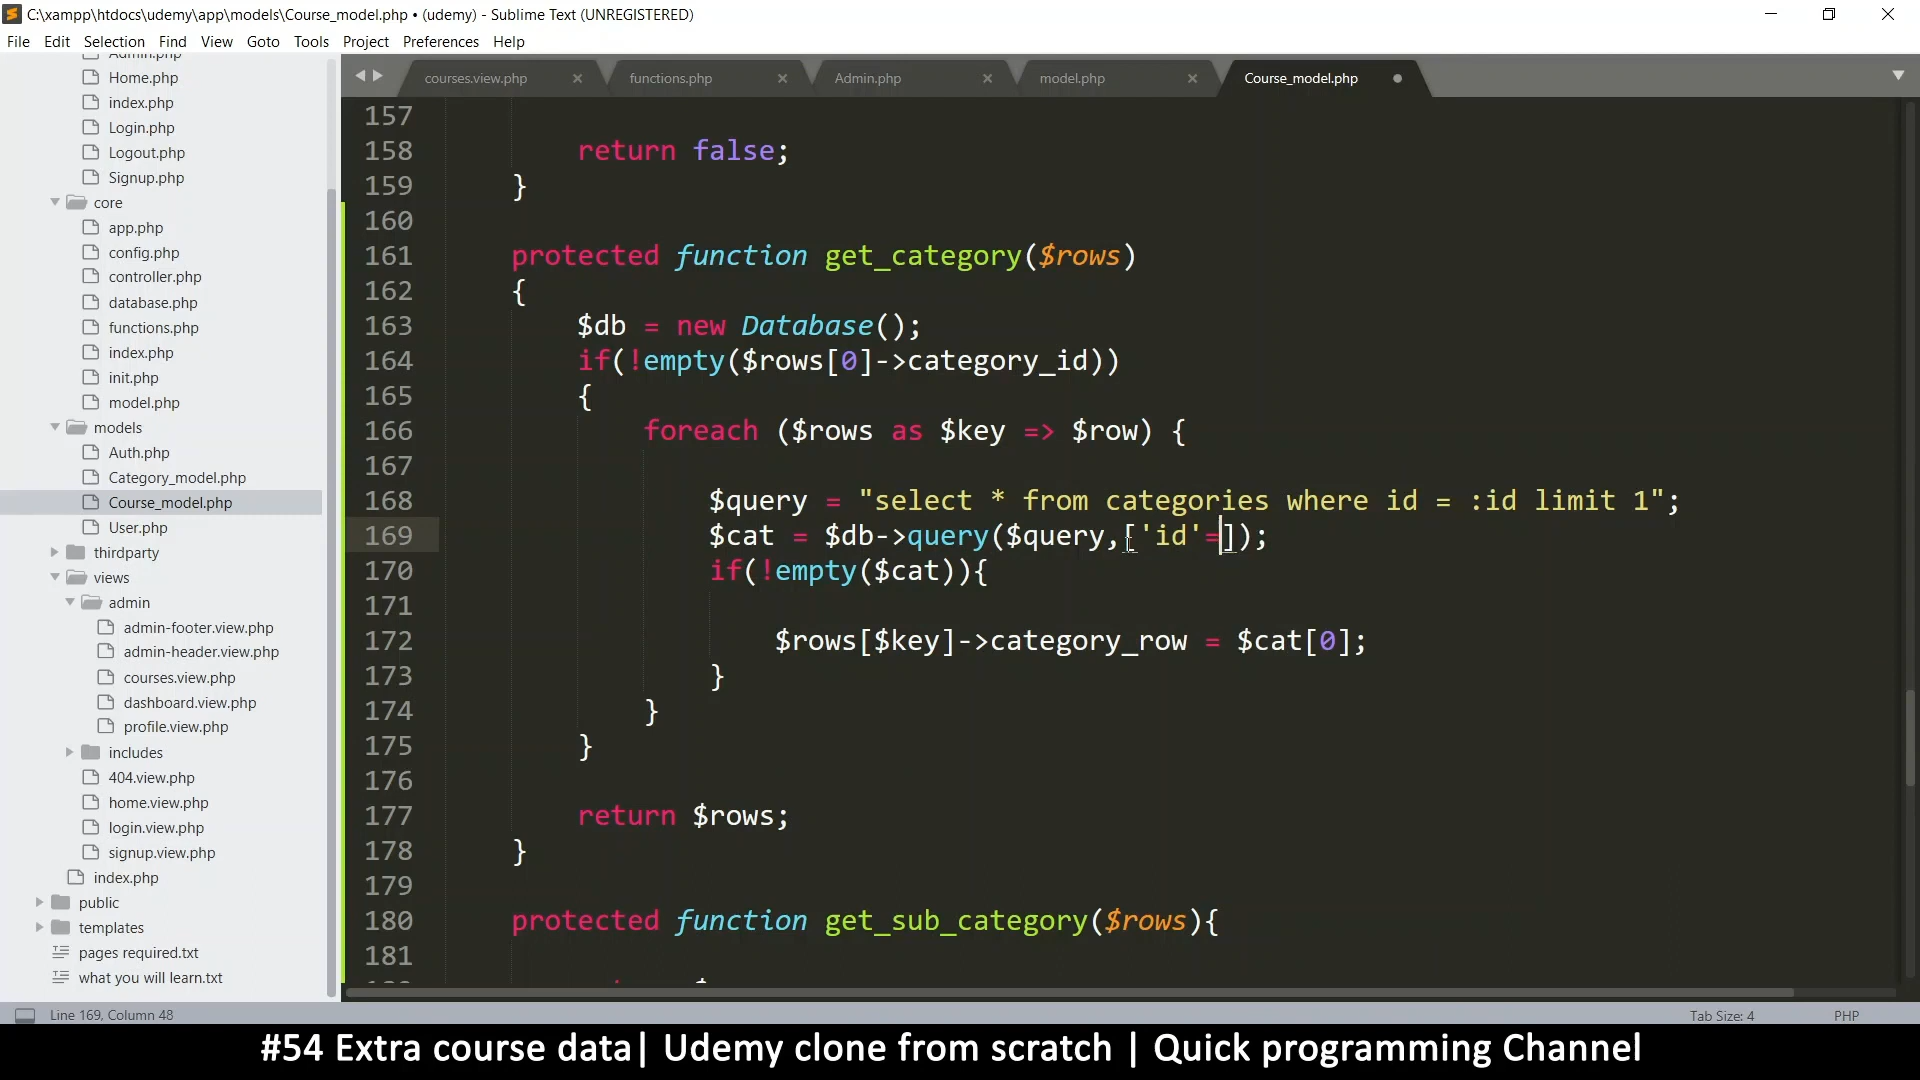 C:\xampp\htdocs\udemy\app\models\Course_model.php • (udemy) - Sublime Text (UNREGISTERED)
File Edit Selection Find View Goto Tools Project Preferences Help
Admin.php
Home.php
index.php
Login.php
Logout.php
Signup.php
core
app.php
config.php
controller.php
database.php
functions.php
index.php
init.php
model.php
models
Auth.php
Category_model.php
Course_model.php
User.php
thirdparty
views
admin
admin-footer.view.php
admin-header.view.php
courses.view.php
dashboard.view.php
profile.view.php
includes
404.view.php
home.view.php
login.view.php
signup.view.php
index.php
public
templates
pages required.txt
what you will learn.txt
courses.view.php functions.php Admin.php model.php Course_model.php
157
158 return false;
159 }
160
161 protected function get_category($rows)
162 {
163 $db = new Database();
164 if(!empty($rows[0]->category_id))
165 {
166 foreach ($rows as $key => $row) {
167
168 $query = "select * from categories where id = :id limit 1";
169 $cat = $db->query($query,['id'=]);
170 if(!empty($cat)){
171
172 $rows[$key]->category_row = $cat[0];
173 }
174 }
175 }
176
177 return $rows;
178 }
179
180 protected function get_sub_category($rows){
181
Line 169, Column 48 Tab Size: 4 PHP
#54 Extra course data| Udemy clone from scratch | Quick programming Channel